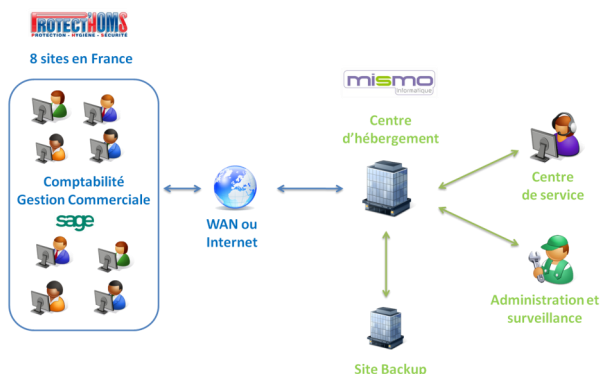 PROTECTHOMS
PROTECTION - HYGIÈNE - SÉCURITÉ
8 sites en France
Comptabilité
Gestion Commerciale
sage
WAN ou
Internet
mismo
informatique
Centre
d'hébergement
Site Backup
Centre
de service
Administration et
surveillance